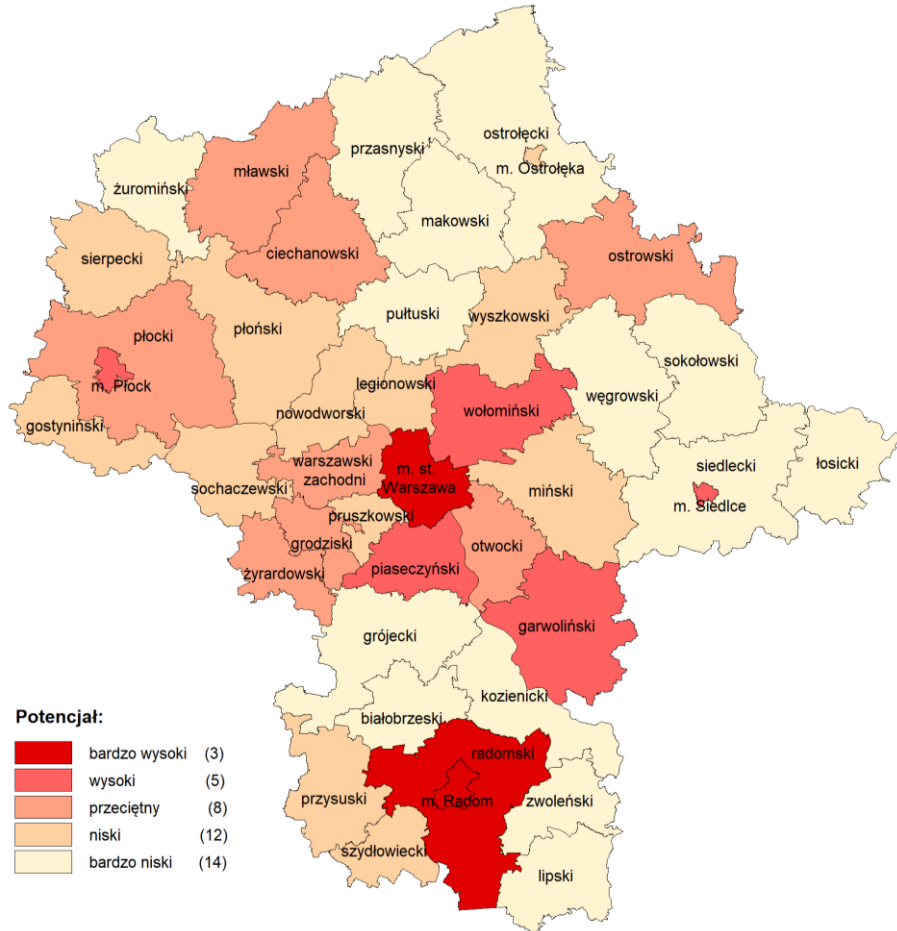 ostrołęcki
m. Ostrołęka
przasnyski
mławski
żuromiński
makowski
ciechanowski
ostrowski
sierpecki
pułtuski
wyszkowski
płoński
płocki
sokołowski
m. Płock
legionowski
węgrowski
nowodworski
wołomiński
gostyniński
warszawski
zachodni
m. st.
Warszawa
siedlecki
łosicki
sochaczewski
miński
m. Siedlce
pruszkowski
grodziski
otwocki
żyrardowski
piaseczyński
garwoliński
grójecki
kozienicki
białobrzeski
Potencjał:
bardzo wysoki (3)
wysoki (5)
przeciętny (8)
niski (12)
bardzo niski (14)
radomski
przysuski
m. Radom
zwoleński
szydłowiecki
lipski